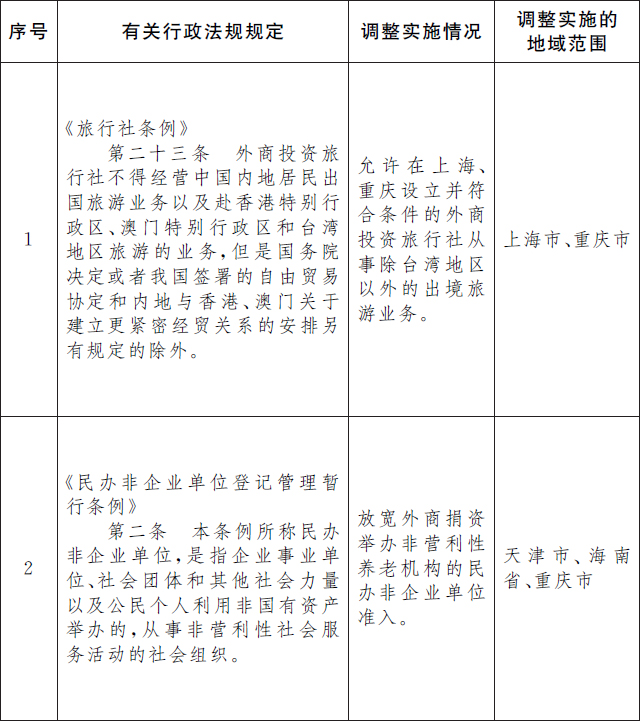 序号
有关行政法规规定
调整实施情况
调整实施的
地域范围
1
《旅行社条例》
第二十三条　外商投资旅
行社不得经营中国内地居民出
国旅游业务以及赴香港特别行
政区、澳门特别行政区和台湾
地区旅游的业务,但是国务院
决定或者我国签署的自由贸易
协定和内地与香港、澳门关于
建立更紧密经贸关系的安排另
有规定的除外。
允许在上海、
重庆设立并符
合条件的外商
投资旅行社从
事除台湾地区
以外的出境旅
游业务。
上海市、重庆市
2
《民办非企业单位登记管理暂
行条例》
第二条　本条例所称民办
非企业单位,是指企业事业单
位、社会团体和其他社会力量
以及公民个人利用非国有资产
举办的,从事非营利性社会服
务活动的社会组织。
放宽外商捐资
举办非营利性
养老机构的民
办非企业单位
准入。
天津市、海南
省、重庆市